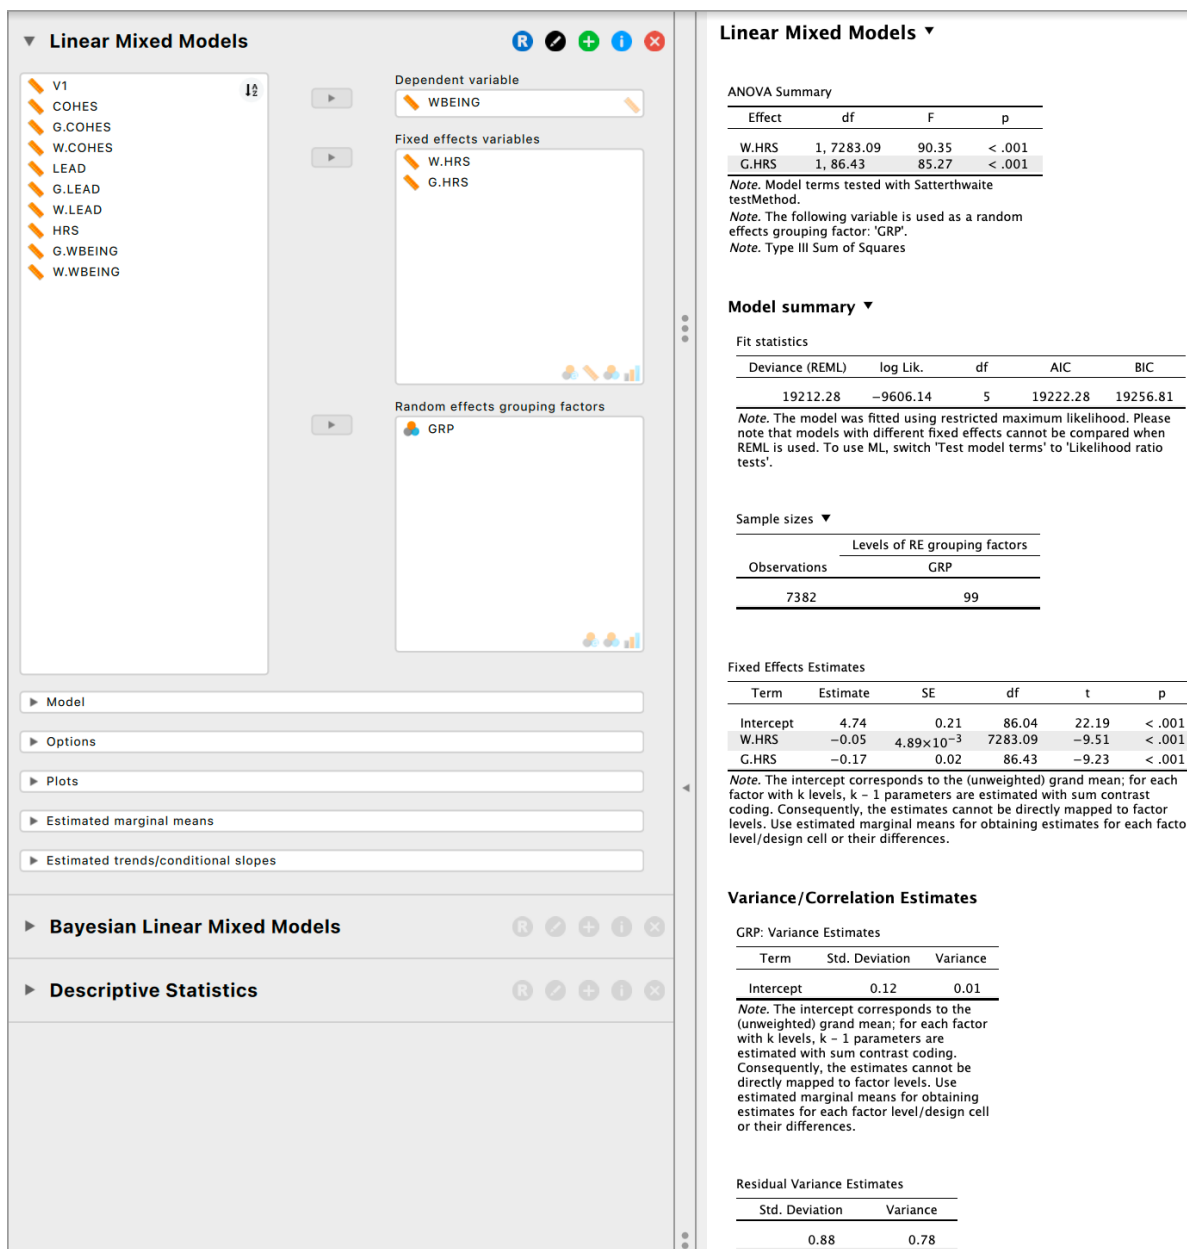 Linear Mixed Models
R
+
i
V1
COHES
G.COHES
W.COHES
LEAD
G.LEAD
W.LEAD
HRS
G.WBEING
W.WBEING
Dependent variable
WBEING
Fixed effects variables
W.HRS
G.HRS
Random effects grouping factors
GRP
Model
Options
Plots
Estimated marginal means
Estimated trends/conditional slopes
Bayesian Linear Mixed Models
R
+
i
Descriptive Statistics
R
+
i
Linear Mixed Models
ANOVA Summary
Effect df F p
W.HRS 1, 7283.09 90.35 < .001
G.HRS 1, 86.43 85.27 < .001
Note. Model terms tested with Satterthwaite
testMethod.
Note. The following variable is used as a random
effects grouping factor: 'GRP'.
Note. Type III Sum of Squares
Model summary
Fit statistics
Deviance (REML) log Lik. df AIC BIC
19212.28 −9606.14 5 19222.28 19256.81
Note. The model was fitted using restricted maximum likelihood. Please
note that models with different fixed effects cannot be compared when
REML is used. To use ML, switch 'Test model terms' to 'Likelihood ratio
tests'.
Sample sizes
Levels of RE grouping factors
Observations GRP
7382 99
Fixed Effects Estimates
Term Estimate SE df t p
Intercept 4.74 0.21 86.04 22.19 < .001
W.HRS −0.05 4.89×10⁻³ 7283.09 −9.51 < .001
G.HRS −0.17 0.02 86.43 −9.23 < .001
Note. The intercept corresponds to the (unweighted) grand mean; for each
factor with k levels, k − 1 parameters are estimated with sum contrast
coding. Consequently, the estimates cannot be directly mapped to factor
levels. Use estimated marginal means for obtaining estimates for each facto
level/design cell or their differences.
Variance/Correlation Estimates
GRP: Variance Estimates
Term Std. Deviation Variance
Intercept 0.12 0.01
Note. The intercept corresponds to the
(unweighted) grand mean; for each factor
with k levels, k − 1 parameters are
estimated with sum contrast coding.
Consequently, the estimates cannot be
directly mapped to factor levels. Use
estimated marginal means for obtaining
estimates for each factor level/design cell
or their differences.
Residual Variance Estimates
Std. Deviation Variance
0.88 0.78